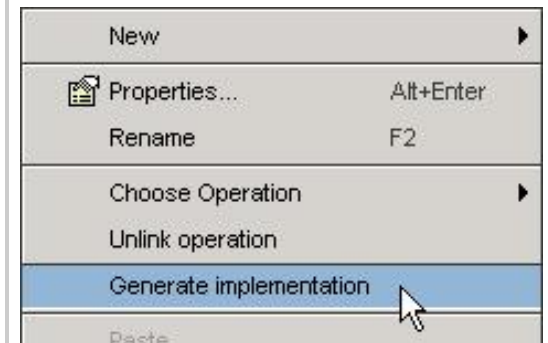 New
Properties... Alt+Enter
Rename F2
Choose Operation
Unlink operation
Generate implementation
Paste